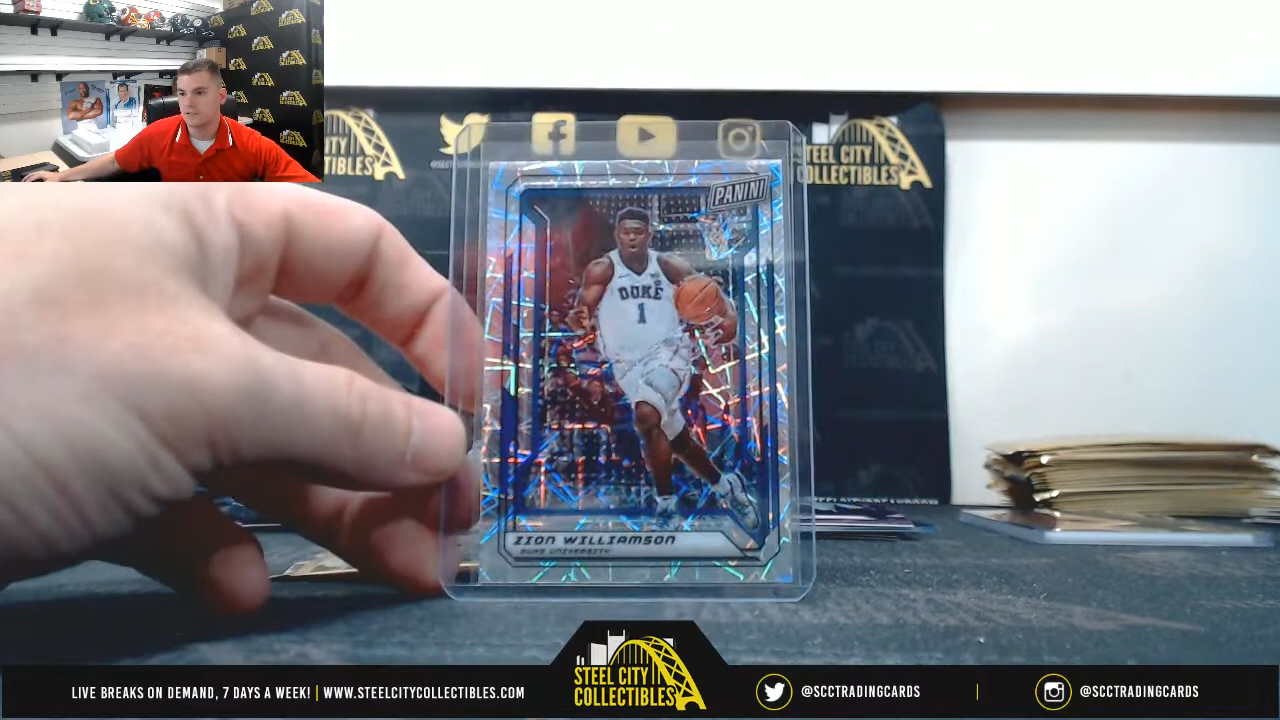 BLES
STEEL CITY
COLLECTIBLES
PANINI
DUKE
1
ZION WILLIAMSON
DUKE UNIVERSITY
LIVE BREAKS ON DEMAND, 7 DAYS A WEEK! | WWW.STEELCITYCOLLECTIBLES.COM
STEEL CITY
COLLECTIBLES
@SCCTRADINGCARDS
@SCCTRADINGCARDS